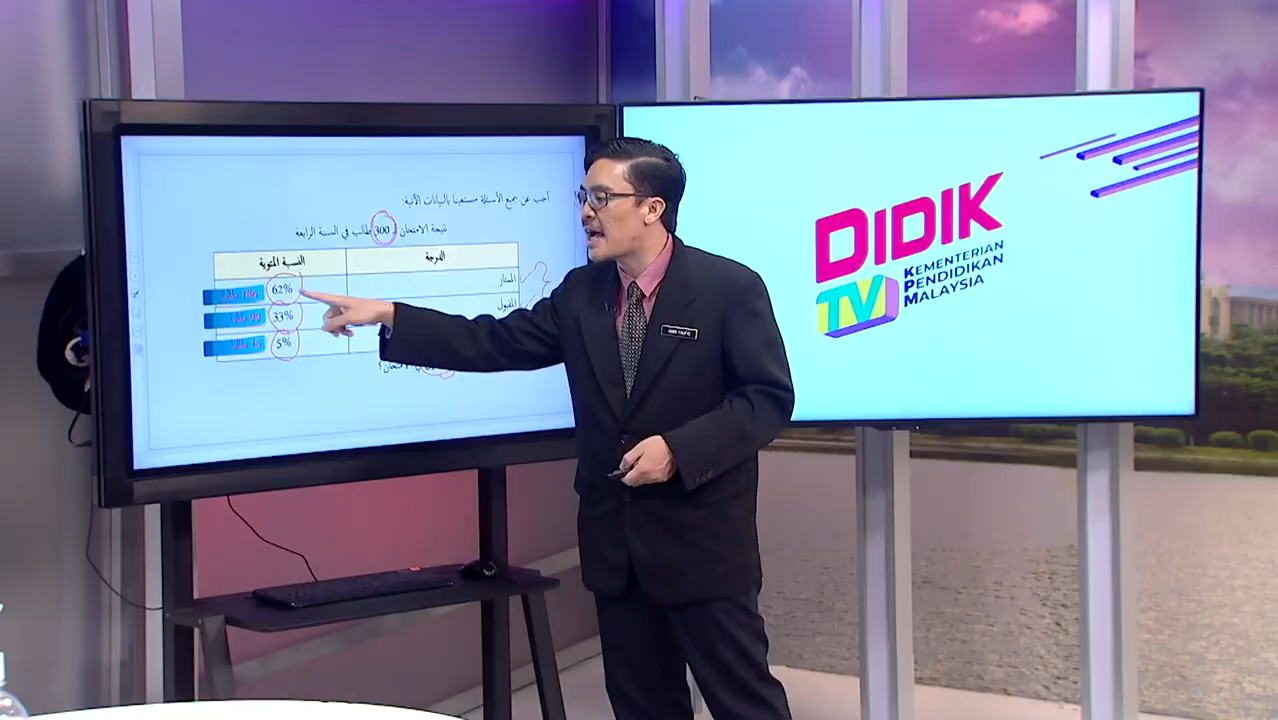 أجب عن جميع الأسئلة مستعينا بالبيانات الآتية:
نتيجة الامتحان لـ 300 طالب في السنة الرابعة
الدرجة النسبة المئوية
الممتاز 62% 186 طالبا
المقبول 33% 99 طالبا
5% 15 طالبا
الامتحان؟
DIDIK
TV
KEMENTERIAN
PENDIDIKAN
MALAYSIA